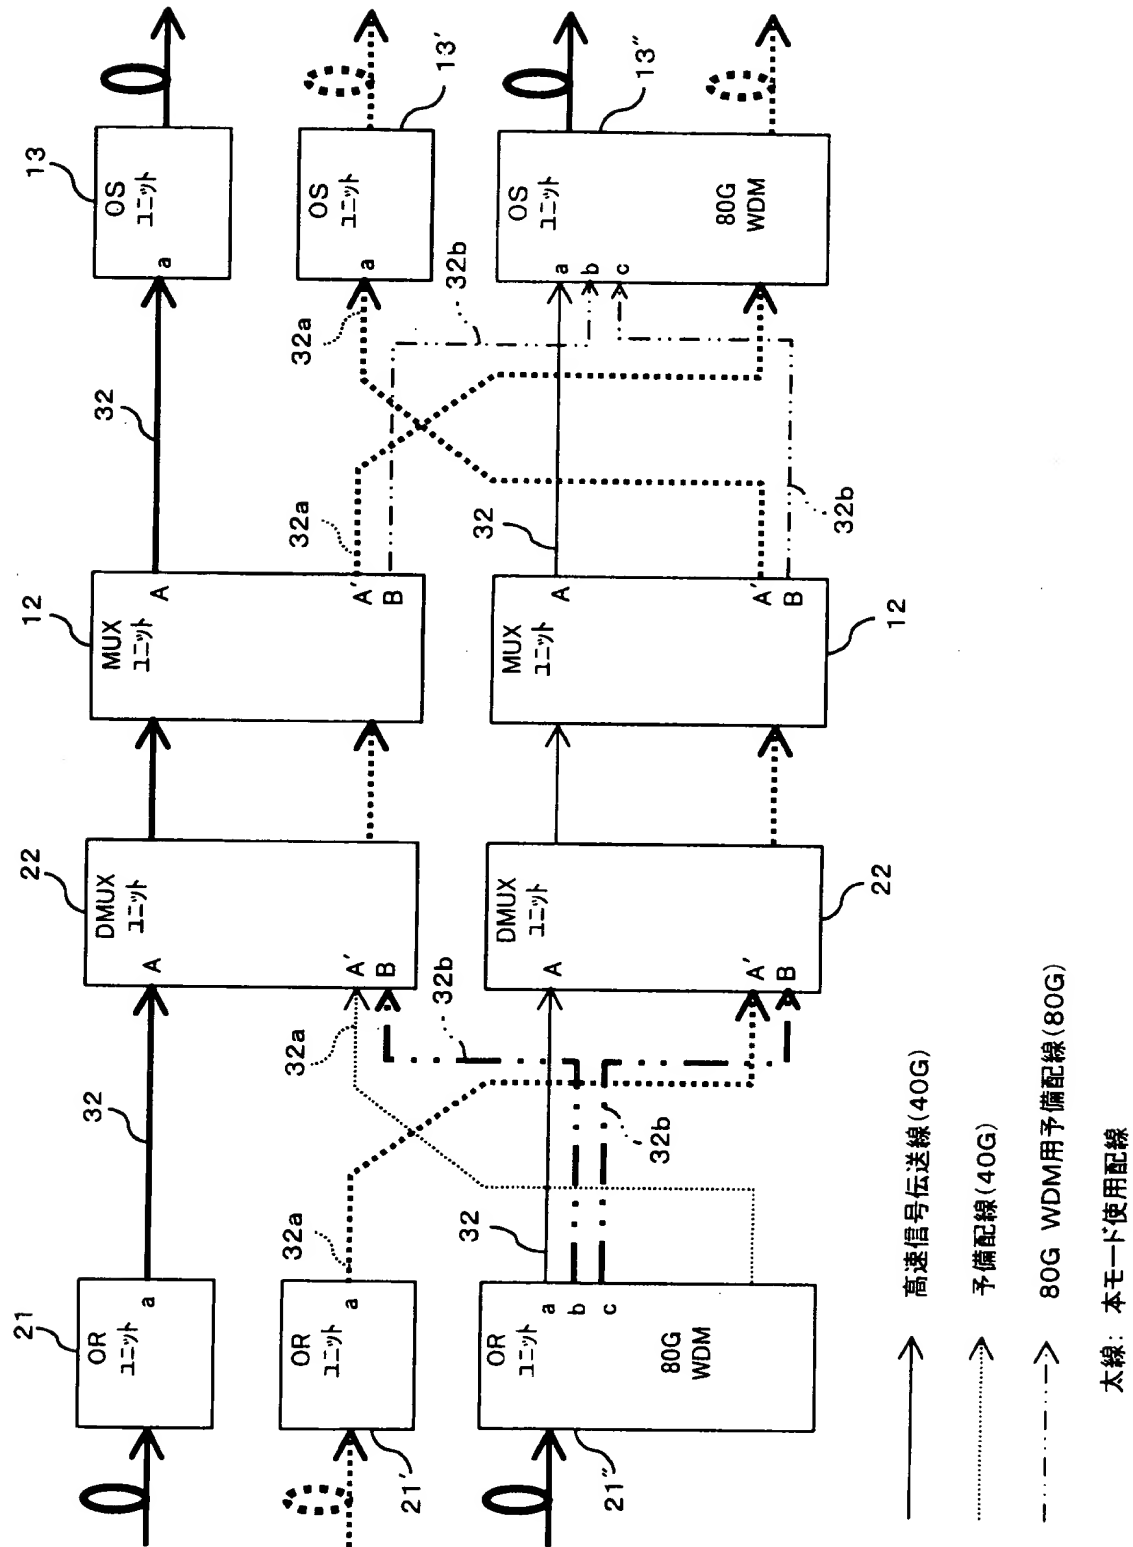 21
OR
ユニット
a
32
22
DMUX
ユニット
A
A'
B
12
MUX
ユニット
A
A'
B
32
13
OS
ユニット
a
21'
OR
ユニット
a
32a
32a
32b
32a
32a
32b
13'
OS
ユニット
a
21''
OR
ユニット
a
b
c
80G
WDM
32
32b
22
DMUX
ユニット
A
A'
B
12
MUX
ユニット
A
A'
B
32
32b
13''
OS
ユニット
a
b
c
80G
WDM
高速信号伝送線(40G)
予備配線(40G)
80G WDM用予備配線(80G)
太線: 本モード使用配線